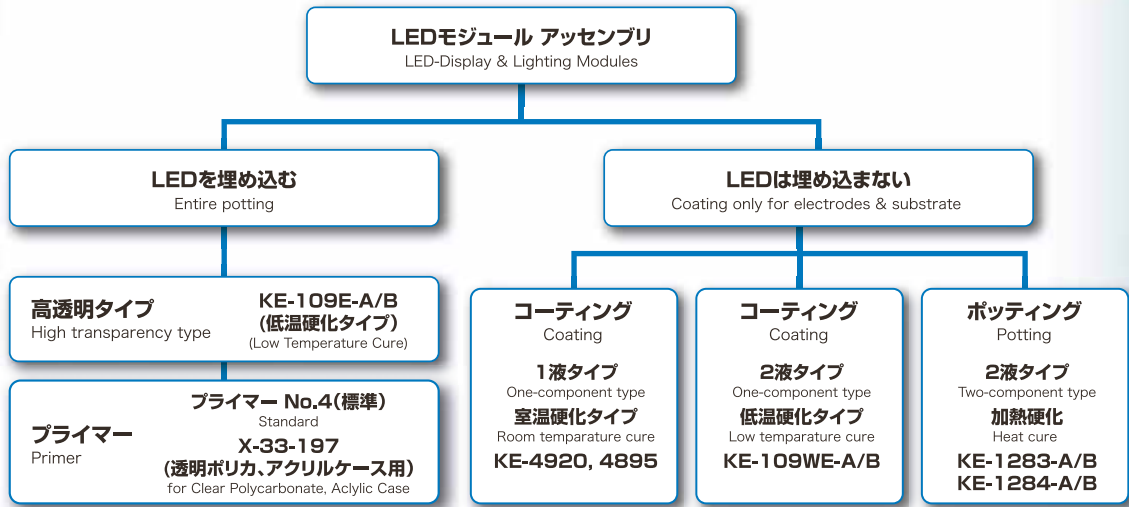 LEDモジュール アッセンブリ
LED-Display & Lighting Modules
LEDを埋め込む
Entire potting
LEDは埋め込まない
Coating only for electrodes & substrate
高透明タイプ
High transparency type
KE-109E-A/B
(低温硬化タイプ)
(Low Temperature Cure)
プライマー
Primer
プライマー No.4(標準)
Standard
X-33-197
(透明ポリカ、アクリルケース用)
for Clear Polycarbonate, Aclylic Case
コーティング
Coating
1液タイプ
One-component type
室温硬化タイプ
Room temparature cure
KE-4920, 4895
コーティング
Coating
2液タイプ
One-component type
低温硬化タイプ
Low temparature cure
KE-109WE-A/B
ポッティング
Potting
2液タイプ
Two-component type
加熱硬化
Heat cure
KE-1283-A/B
KE-1284-A/B